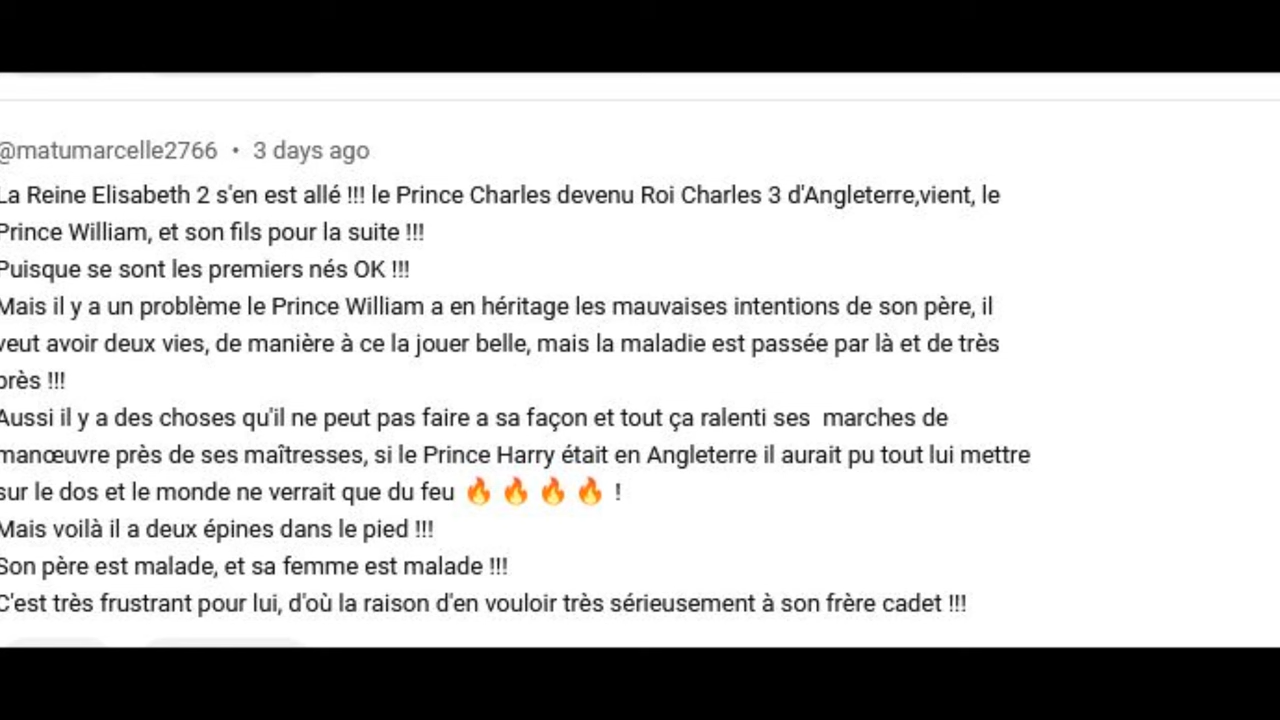 @matumarcelle2766 • 3 days ago
La Reine Elisabeth 2 s'en est allé !!! le Prince Charles devenu Roi Charles 3 d'Angleterre,vient, le
Prince William, et son fils pour la suite !!!
Puisque se sont les premiers nés OK !!!
Mais il y a un problème le Prince William a en héritage les mauvaises intentions de son père, il
veut avoir deux vies, de manière à ce la jouer belle, mais la maladie est passée par là et de très
près !!!
Aussi il y a des choses qu'il ne peut pas faire a sa façon et tout ça ralenti ses  marches de
manœuvre près de ses maîtresses, si le Prince Harry était en Angleterre il aurait pu tout lui mettre
sur le dos et le monde ne verrait que du feu 🔥 🔥 🔥 🔥 !
Mais voilà il a deux épines dans le pied !!!
Son père est malade, et sa femme est malade !!!
C'est très frustrant pour lui, d'où la raison d'en vouloir très sérieusement à son frère cadet !!!